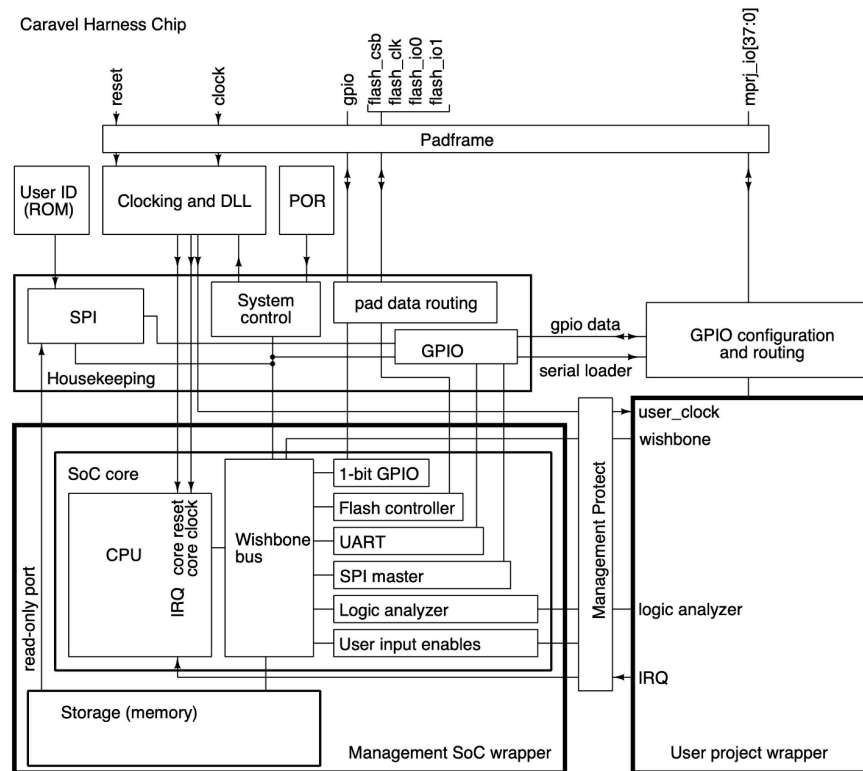 Caravel Harness Chip
reset
clock
gpio
flash_csb
flash_clk
flash_io0
flash_io1
mprj_io[37:0]
Padframe
User ID
(ROM)
Clocking and DLL
POR
SPI
System
control
pad data routing
GPIO
gpio data
serial loader
GPIO configuration
and routing
Housekeeping
user_clock
wishbone
SoC core
1-bit GPIO
Flash controller
UART
SPI master
Logic analyzer
User input enables
Wishbone
bus
CPU
IRQ
core reset
core clock
read-only port
Management Protect
logic analyzer
IRQ
Storage (memory)
Management SoC wrapper
User project wrapper